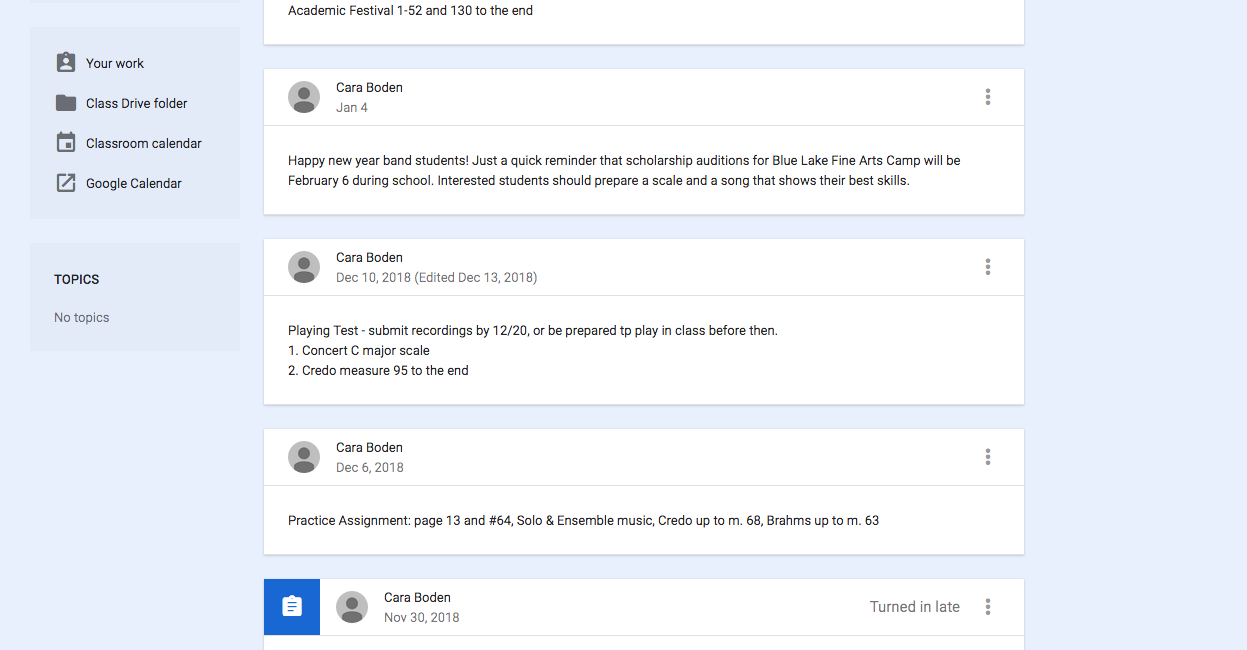 Academic Festival 1-52 and 130 to the end
Your work
Class Drive folder
Classroom calendar
Google Calendar
TOPICS
No topics
Cara Boden
Jan 4
Happy new year band students! Just a quick reminder that scholarship auditions for Blue Lake Fine Arts Camp will be
February 6 during school. Interested students should prepare a scale and a song that shows their best skills.
Cara Boden
Dec 10, 2018 (Edited Dec 13, 2018)
Playing Test - submit recordings by 12/20, or be prepared tp play in class before then.
1. Concert C major scale
2. Credo measure 95 to the end
Cara Boden
Dec 6, 2018
Practice Assignment: page 13 and #64, Solo & Ensemble music, Credo up to m. 68, Brahms up to m. 63
Cara Boden
Nov 30, 2018
Turned in late